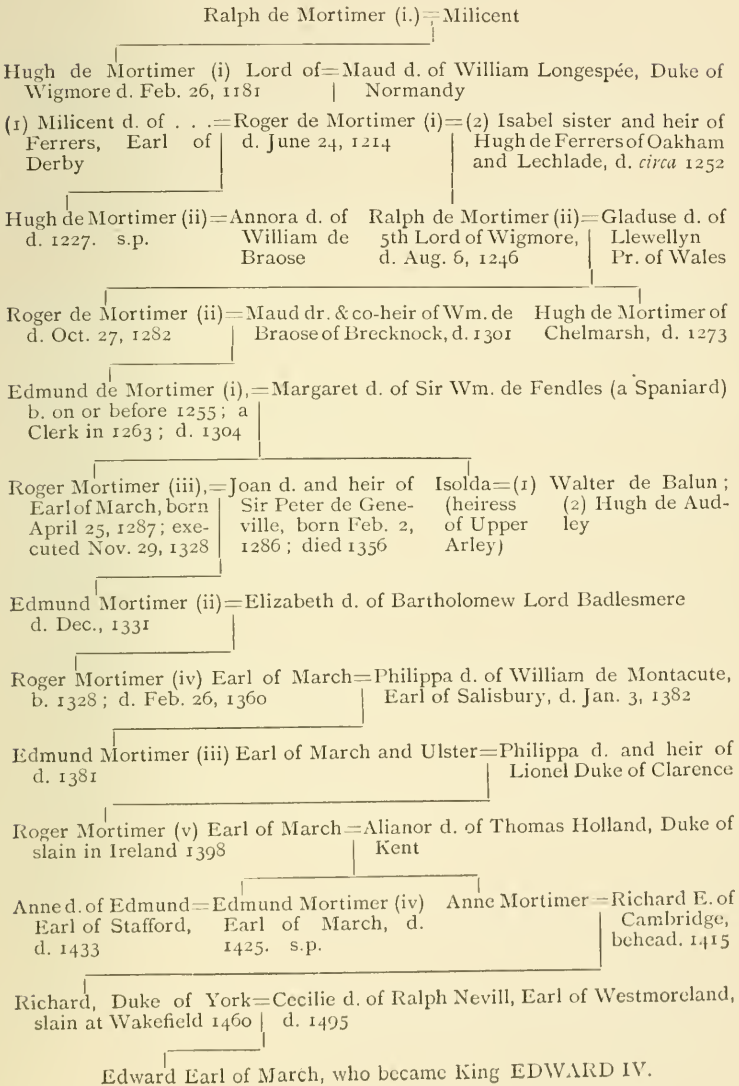 Ralph de Mortimer (i.)=Milicent
Hugh de Mortimer (i) Lord of=Maud d. of William Longespée, Duke of
Wigmore d. Feb. 26, 1181 Normandy
(1) Milicent d. of . . .=Roger de Mortimer (i)=(2) Isabel sister and heir of
Ferrers, Earl of d. June 24, 1214 Hugh de Ferrers of Oakham
Derby and Lechlade, d. circa 1252
Hugh de Mortimer (ii)=Annora d. of Ralph de Mortimer (ii)=Gladuse d. of
d. 1227. s.p. William de 5th Lord of Wigmore, Llewellyn
Braose d. Aug. 6, 1246 Pr. of Wales
Roger de Mortimer (ii)=Maud dr. & co-heir of Wm. de Hugh de Mortimer of
d. Oct. 27, 1282 Braose of Brecknock, d. 1301 Chelmarsh, d. 1273
Edmund de Mortimer (i),=Margaret d. of Sir Wm. de Fendles (a Spaniard)
b. on or before 1255; a
Clerk in 1263; d. 1304
Roger Mortimer (iii),=Joan d. and heir of Isolda=(1) Walter de Balun;
Earl of March, born Sir Peter de Gene- (heiress (2) Hugh de Aud-
April 25, 1287; exe- ville, born Feb. 2, of Upper ley
cuted Nov. 29, 1328 1286; died 1356 Arley)
Edmund Mortimer (ii)=Elizabeth d. of Bartholomew Lord Badlesmere
d. Dec., 1331
Roger Mortimer (iv) Earl of March=Philippa d. of William de Montacute,
b. 1328; d. Feb. 26, 1360 Earl of Salisbury, d. Jan. 3, 1382
Edmund Mortimer (iii) Earl of March and Ulster=Philippa d. and heir of
d. 1381 Lionel Duke of Clarence
Roger Mortimer (v) Earl of March=Alianor d. of Thomas Holland, Duke of
slain in Ireland 1398 Kent
Anne d. of Edmund=Edmund Mortimer (iv) Anne Mortimer=Richard E. of
Earl of Stafford, Earl of March, d. Cambridge,
d. 1433 1425. s.p. behead. 1415
Richard, Duke of York=Cecilie d. of Ralph Nevill, Earl of Westmoreland,
slain at Wakefield 1460 d. 1495
Edward Earl of March, who became King EDWARD IV.